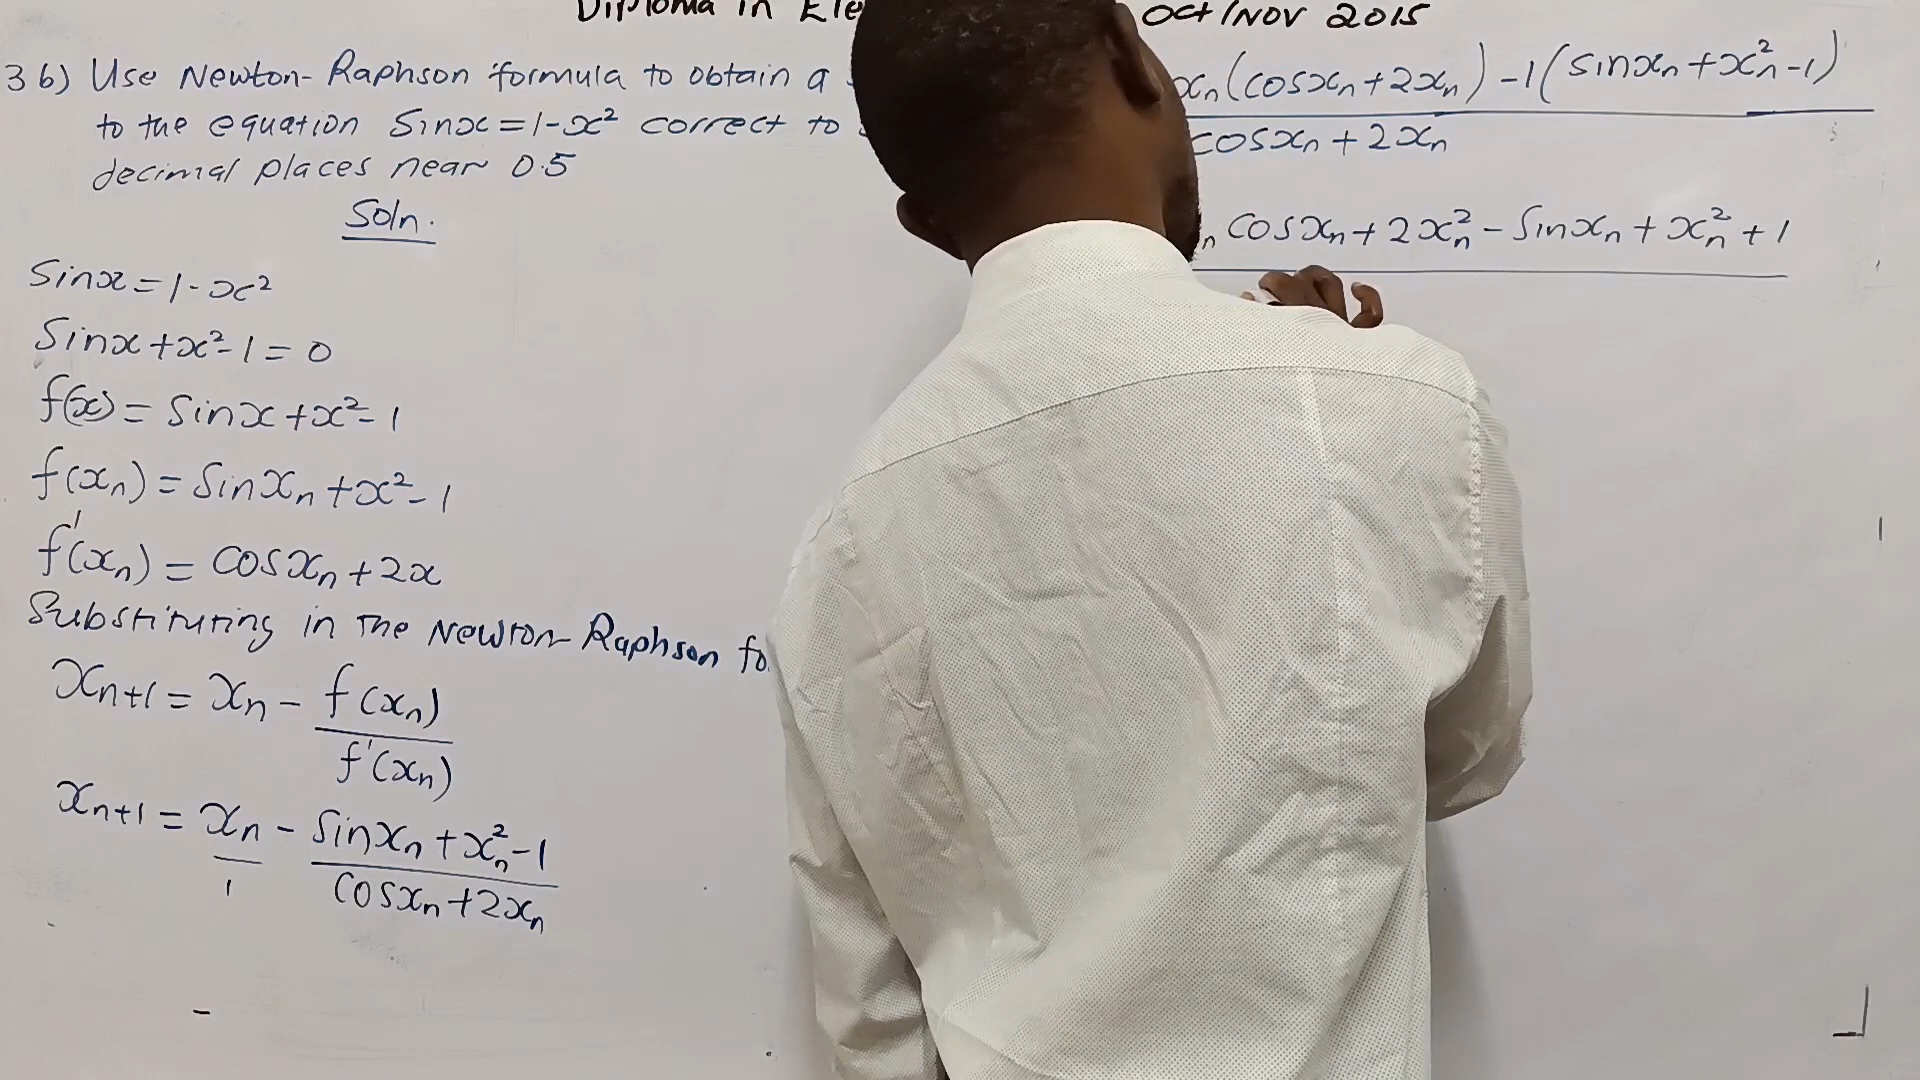 Diploma in Ele Oct/Nov 2015
3 b) Use Newton-Raphson formula to obtain a
to the equation Sinx = 1-x² correct to
decimal places near 0.5
Soln.
Sinx = 1-x²
Sinx+x²-1 = 0
f(x) = Sinx+x²-1
f(xₙ) = Sinxₙ+x²-1
f'(xₙ) = cosxₙ+2x
Substituting in the Newton-Raphson fo
xₙ₊₁ = xₙ - f(xₙ)
f'(xₙ)
xₙ₊₁ = xₙ - Sinxₙ+xₙ²-1
1 cosxₙ+2xₙ
xₙ(cosxₙ+2xₙ)-1(Sinxₙ+xₙ²-1)
cosxₙ+2xₙ
ₙ cosxₙ+2xₙ²-Sinxₙ+xₙ²+1